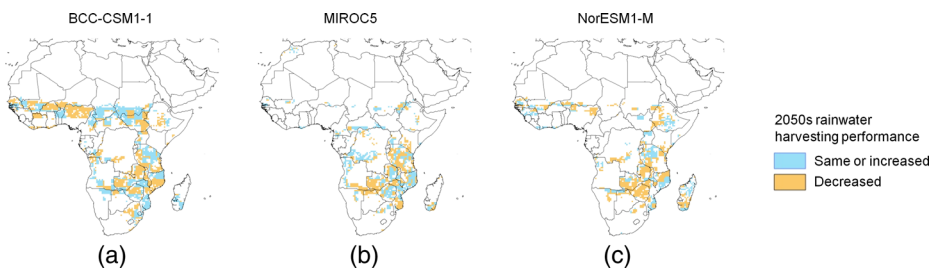 BCC-CSM1-1
MIROC5
NorESM1-M
2050s rainwater
harvesting performance
Same or increased
Decreased
(a)
(b)
(c)